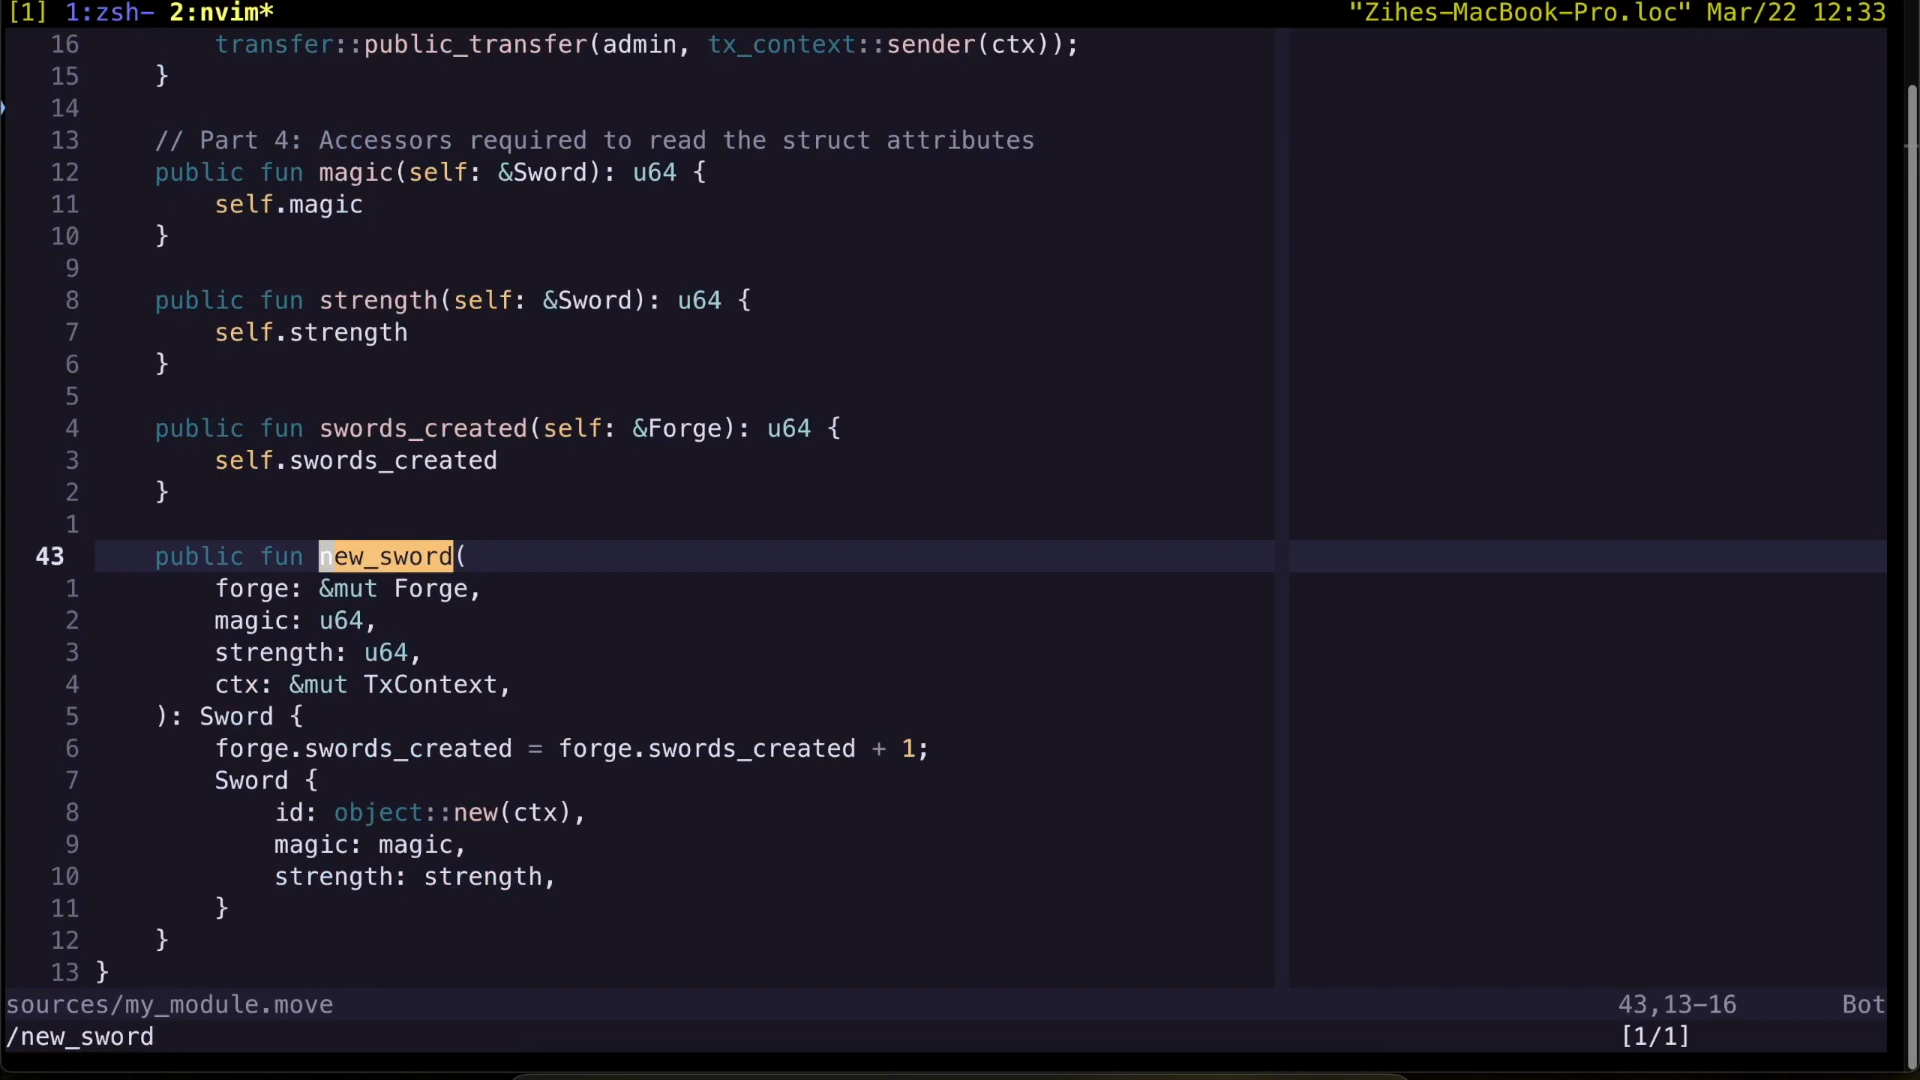 [1] 1:zsh- 2:nvim* "Zihes-MacBook-Pro.loc" Mar/22 12:33
16         transfer::public_transfer(admin, tx_context::sender(ctx));
15     }
14
13     // Part 4: Accessors required to read the struct attributes
12     public fun magic(self: &Sword): u64 {
11         self.magic
10     }
9
8     public fun strength(self: &Sword): u64 {
7         self.strength
6     }
5
4     public fun swords_created(self: &Forge): u64 {
3         self.swords_created
2     }
1
43     public fun new_sword(
1         forge: &mut Forge,
2         magic: u64,
3         strength: u64,
4         ctx: &mut TxContext,
5     ): Sword {
6         forge.swords_created = forge.swords_created + 1;
7         Sword {
8             id: object::new(ctx),
9             magic: magic,
10             strength: strength,
11         }
12     }
13 }
sources/my_module.move 43,13-16 Bot
/new_sword [1/1]